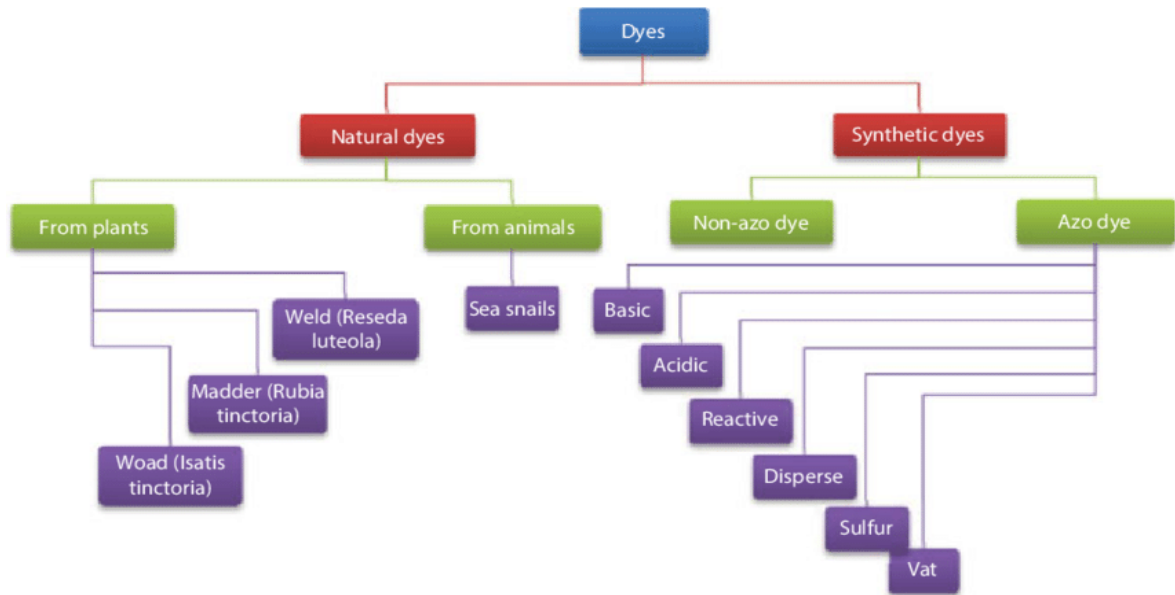 Dyes
Natural dyes
Synthetic dyes
From plants
From animals
Non-azo dye
Azo dye
Weld (Reseda
luteola)
Sea snails
Basic
Acidic
Madder (Rubia
tinctoria)
Reactive
Woad (Isatis
tinctoria)
Disperse
Sulfur
Vat